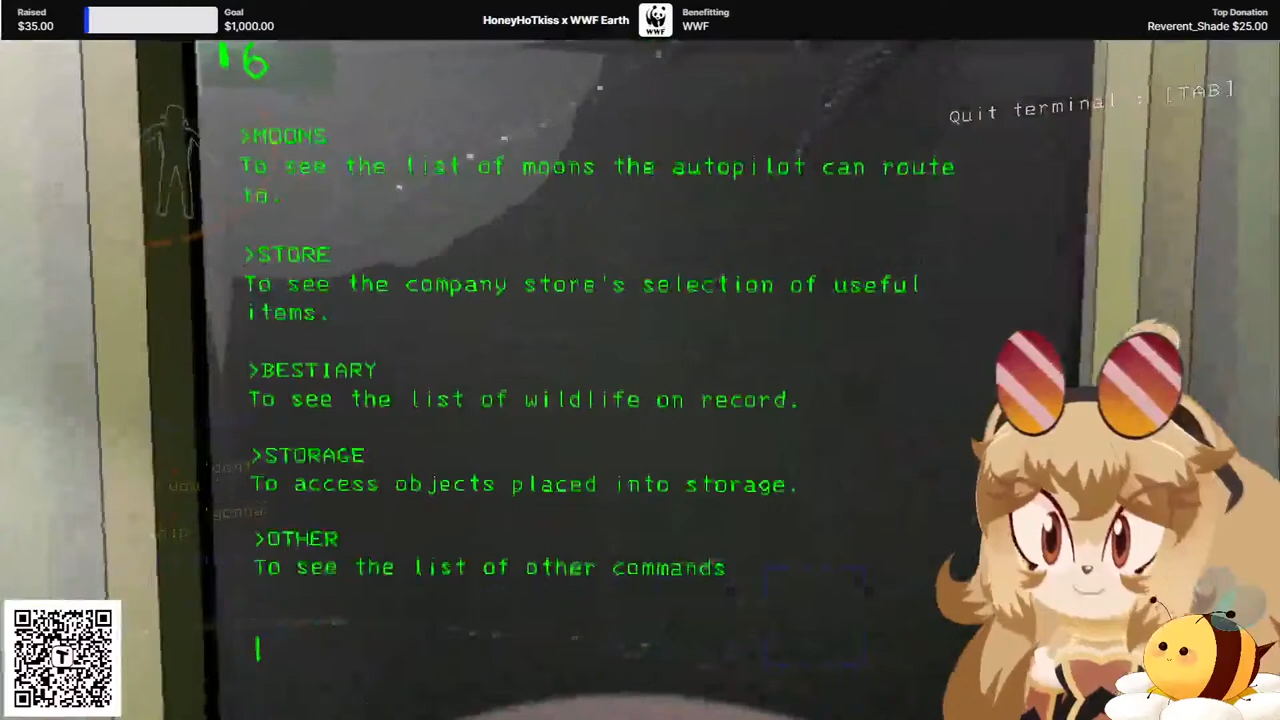 Raised
$35.00
Goal
$1,000.00
HoneyHoTkiss x WWF Earth
WWF
Benefitting
WWF
Top Donation
Reverent_Shade $25.00
Quit terminal : [TAB]
>MOONS
To see the list of moons the autopilot can route
to.
>STORE
To see the company store's selection of useful
items.
>BESTIARY
To see the list of wildlife on record.
>STORAGE
To access objects placed into storage.
>OTHER
To see the list of other commands